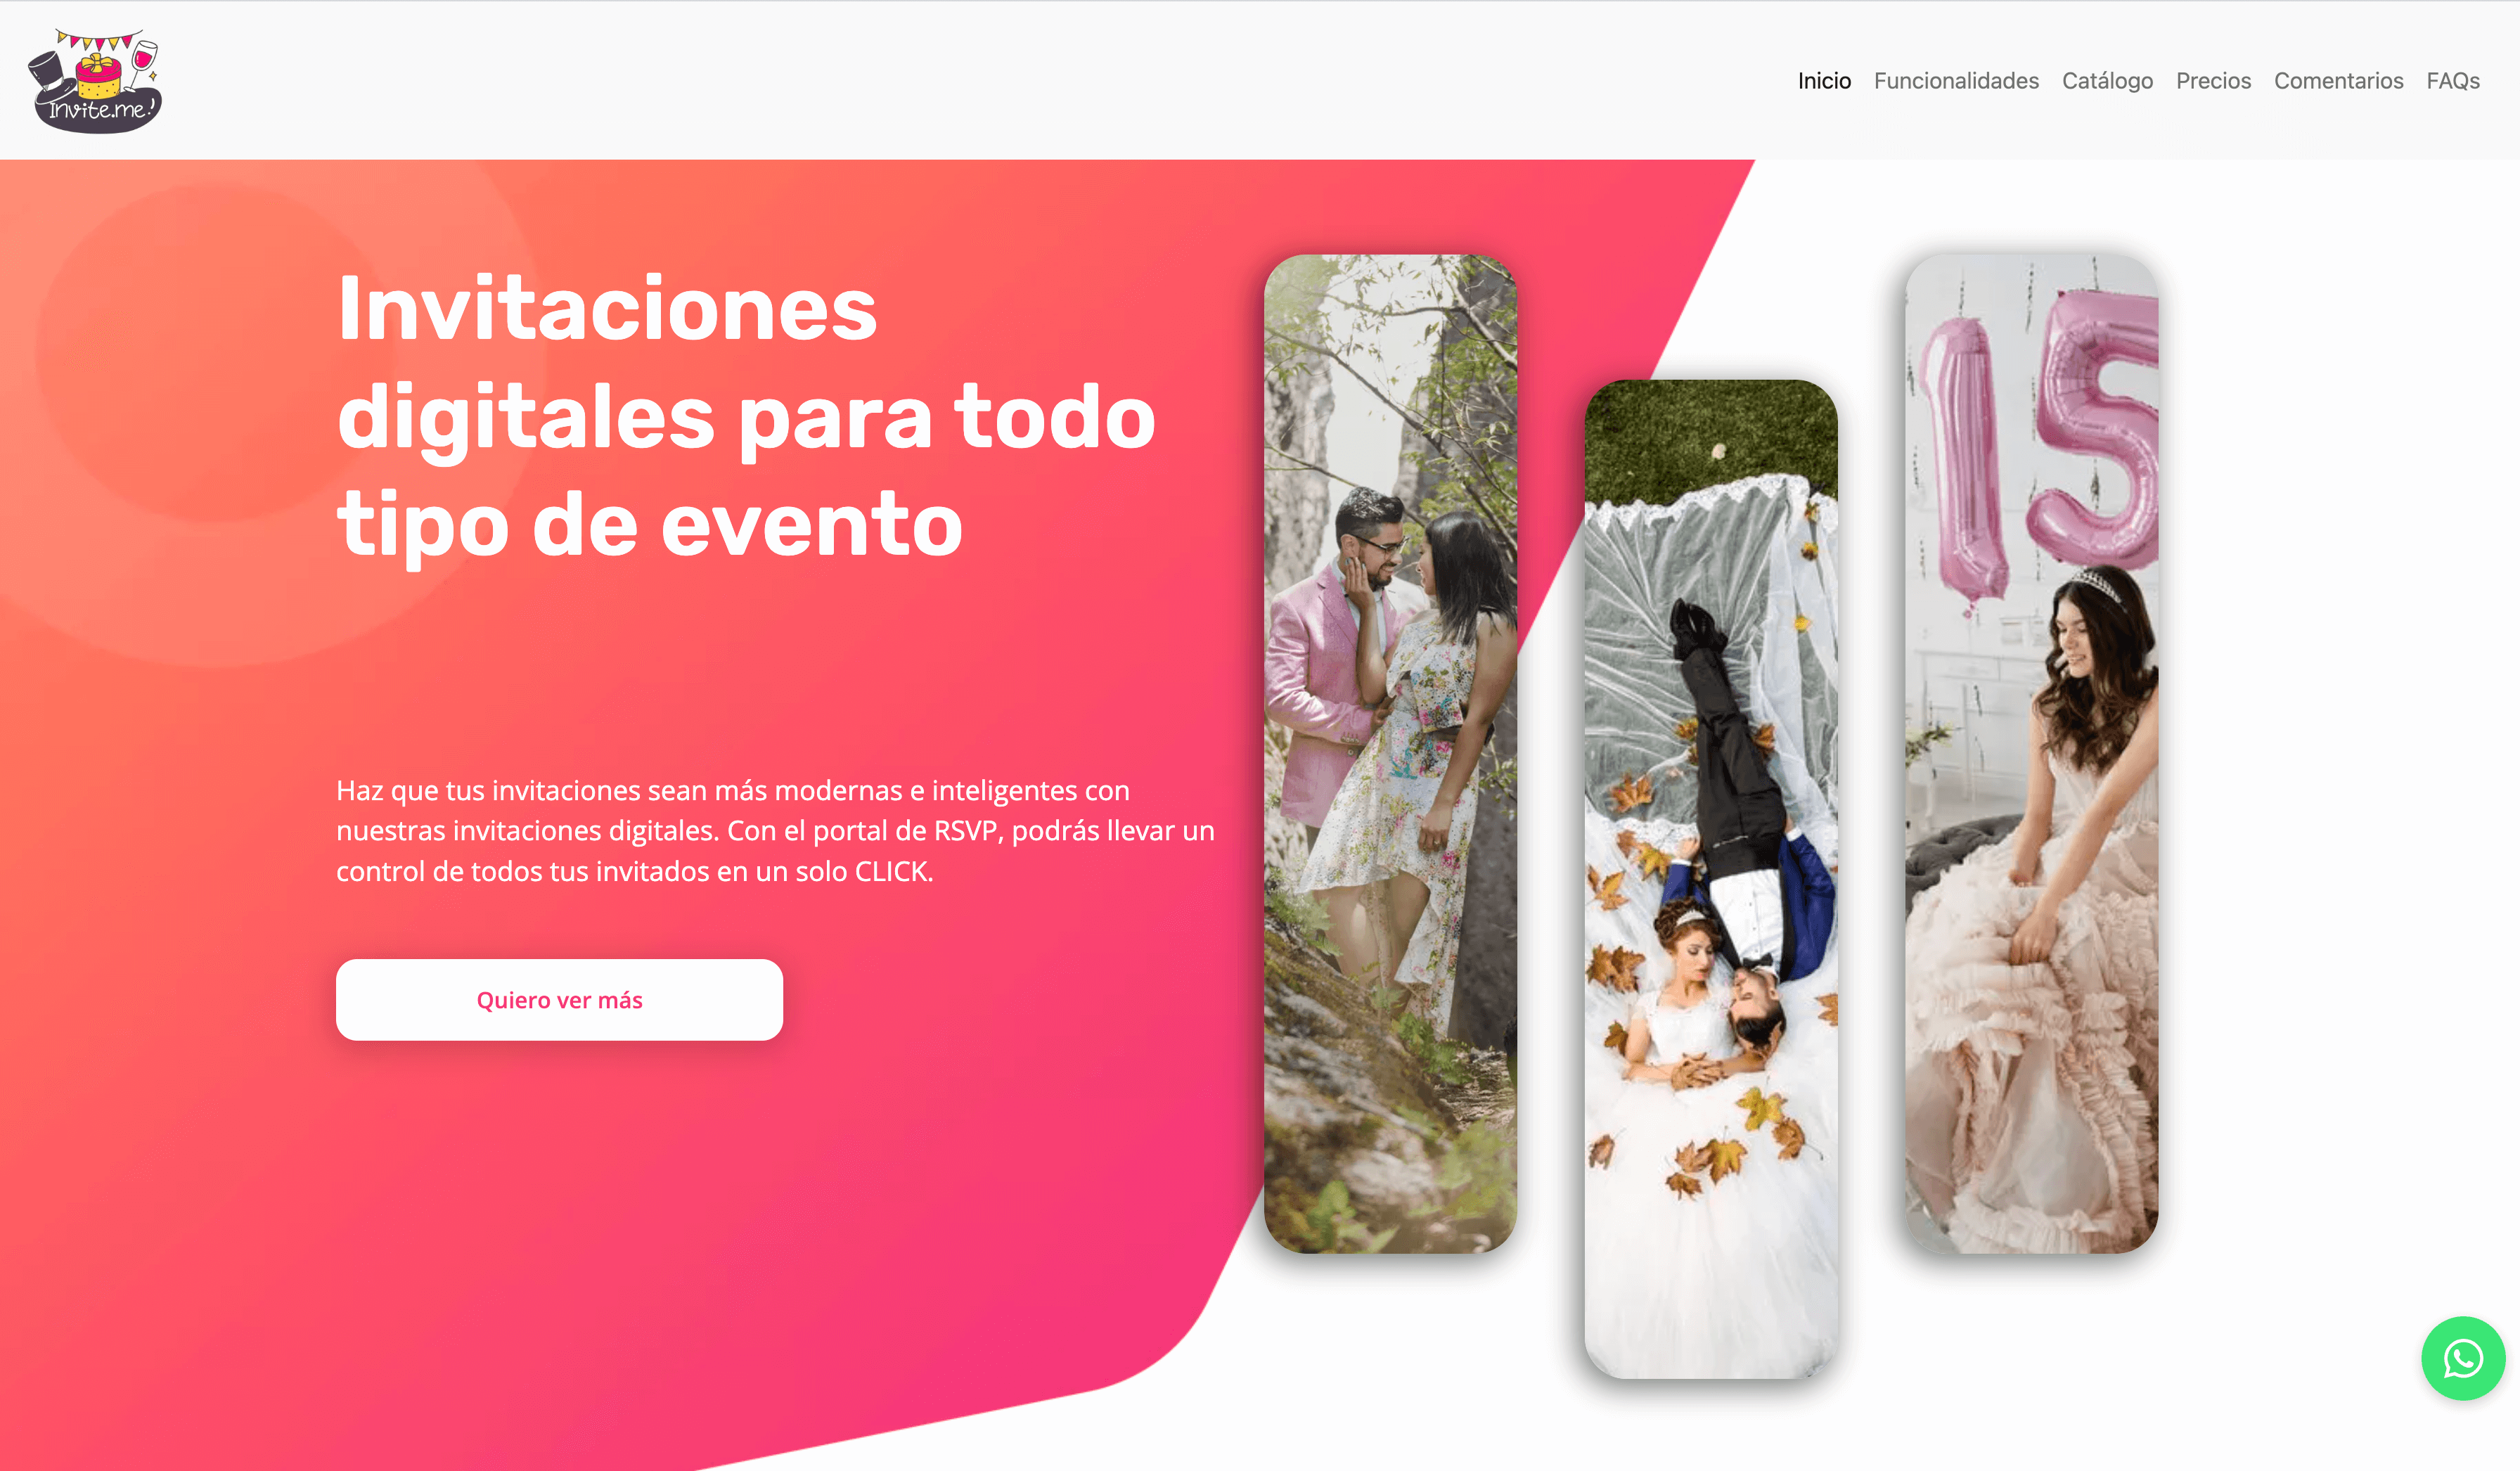 Invite.me!
Inicio Funcionalidades Catálogo Precios Comentarios FAQs
Invitaciones
digitales para todo
tipo de evento
Haz que tus invitaciones sean más modernas e inteligentes con
nuestras invitaciones digitales. Con el portal de RSVP, podrás llevar un
control de todos tus invitados en un solo CLICK.
Quiero ver más
15